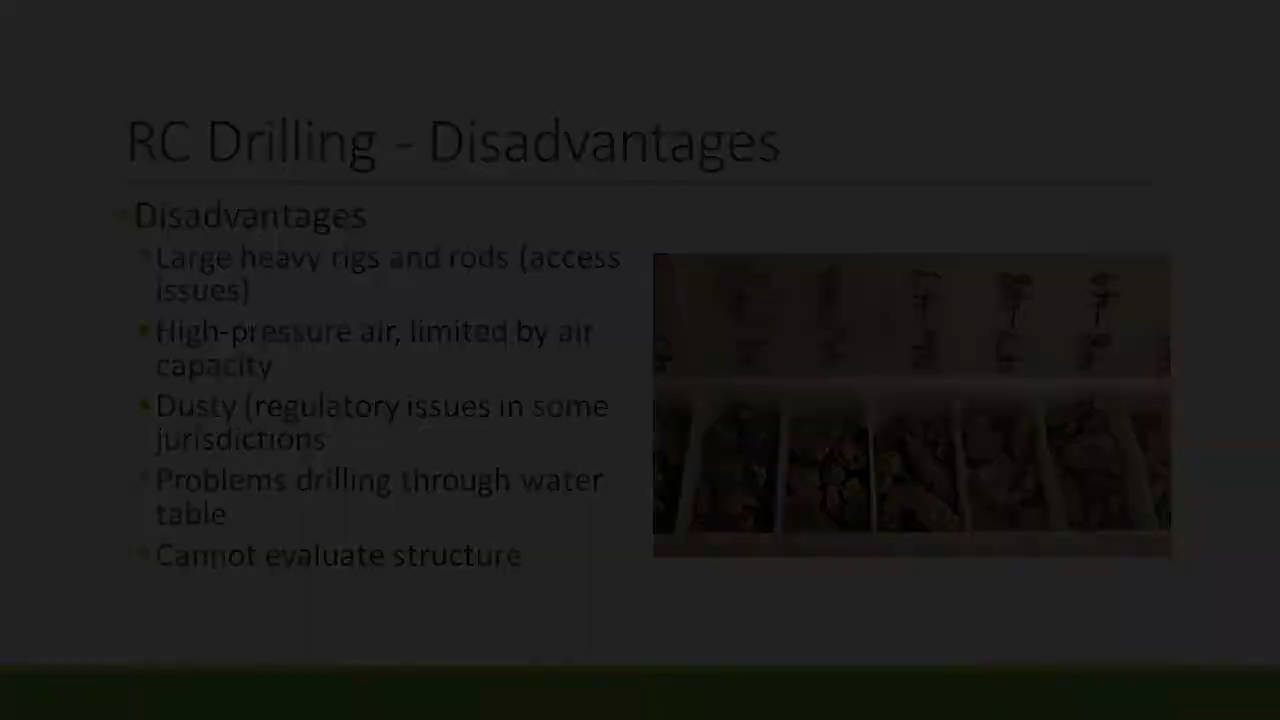 RC Drilling - Disadvantages
Disadvantages
Large heavy rigs and rods (access
issues)
High-pressure air, limited by air
capacity
Dusty (regulatory issues in some
jurisdictions
Problems drilling through water
table
Cannot evaluate structure